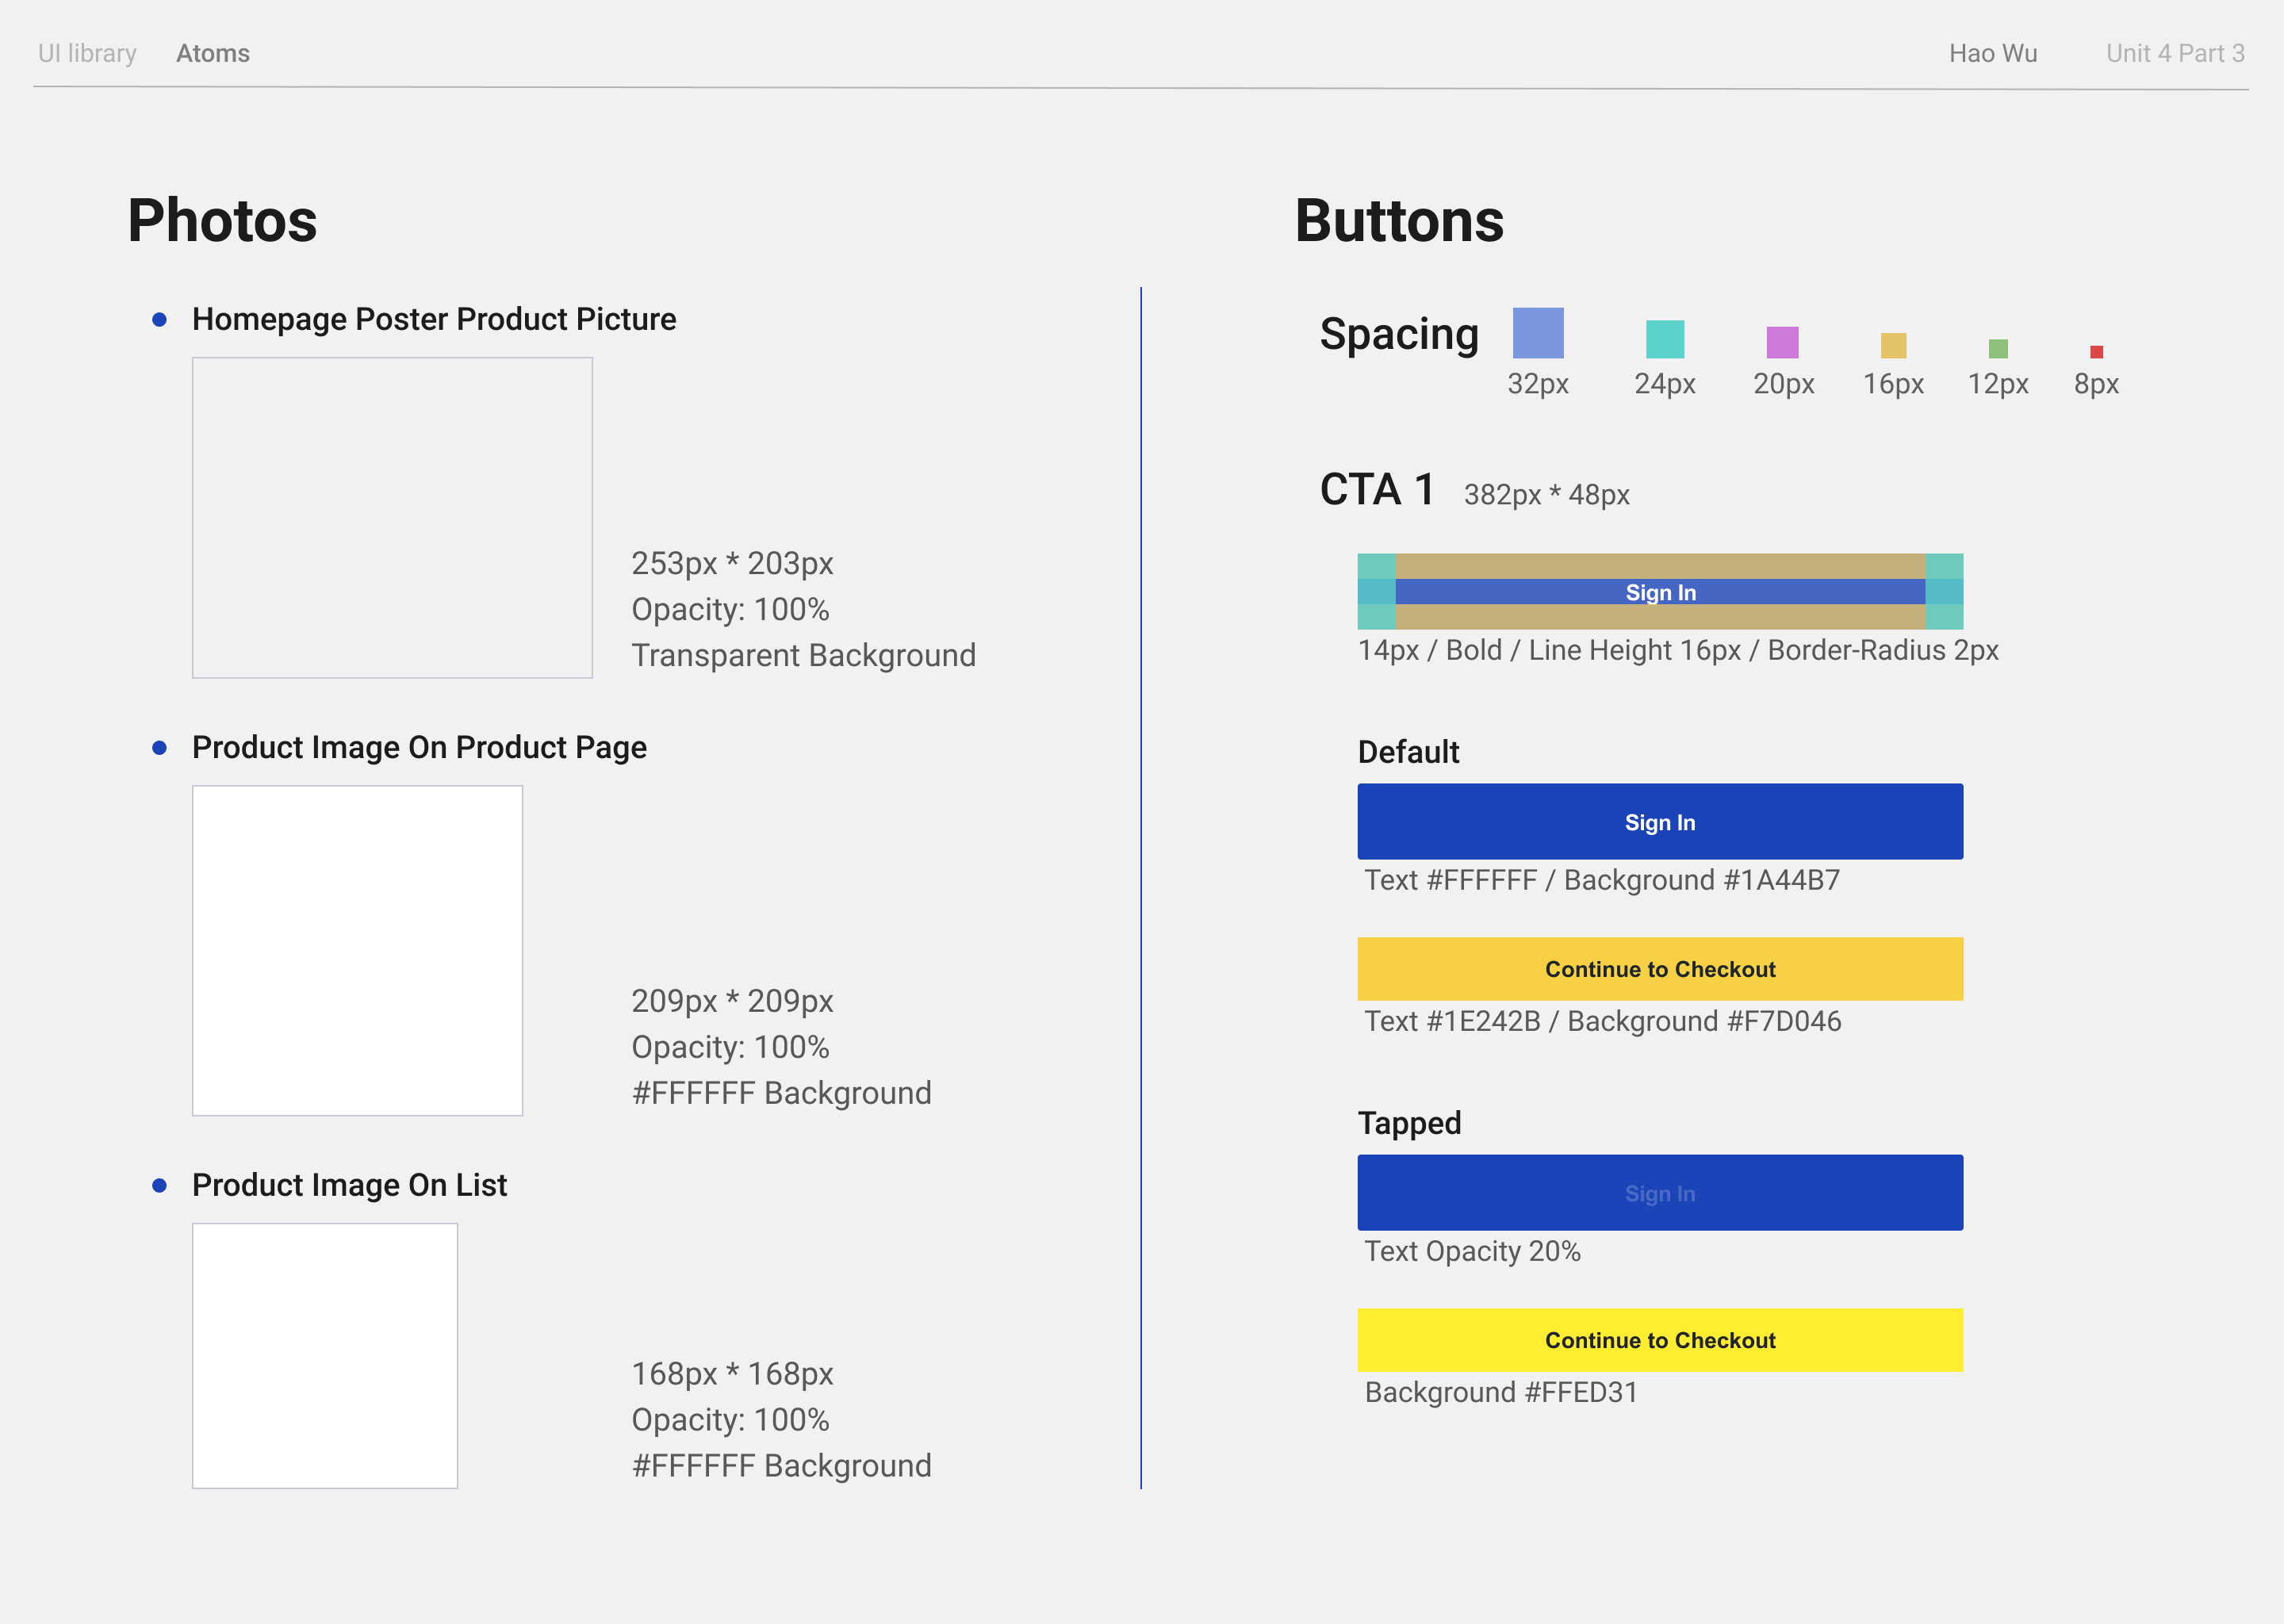 UI library Atoms Hao Wu Unit 4 Part 3
Photos
Homepage Poster Product Picture
253px * 203px
Opacity: 100%
Transparent Background
Product Image On Product Page
209px * 209px
Opacity: 100%
#FFFFFF Background
Product Image On List
168px * 168px
Opacity: 100%
#FFFFFF Background
Buttons
Spacing
32px 24px 20px 16px 12px 8px
CTA 1 382px * 48px
Sign In
14px / Bold / Line Height 16px / Border-Radius 2px
Default
Sign In
Text #FFFFFF / Background #1A44B7
Continue to Checkout
Text #1E242B / Background #F7D046
Tapped
Sign In
Text Opacity 20%
Continue to Checkout
Background #FFED31